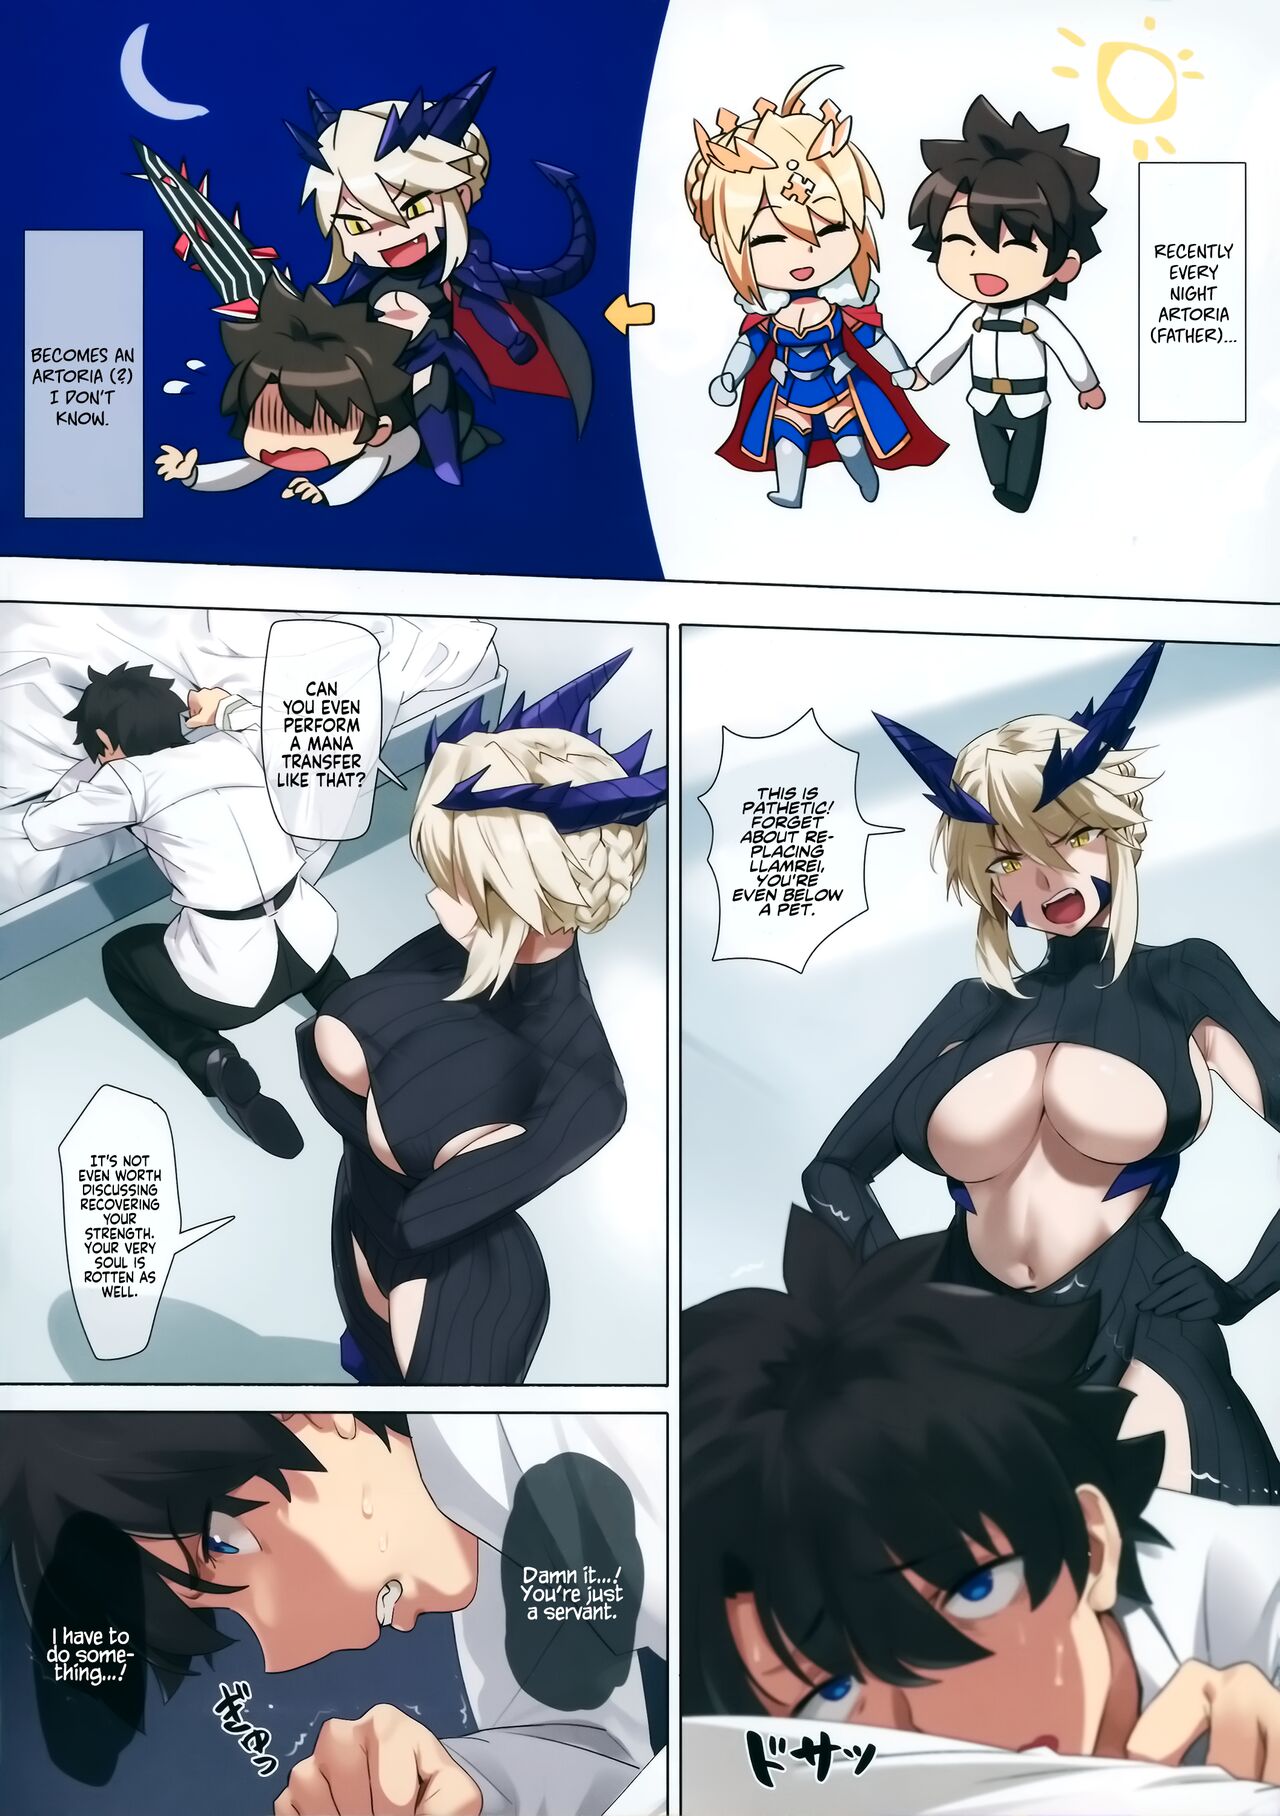 RECENTLY
EVERY
NIGHT
ARTORIA
(FATHER)...
BECOMES AN
ARTORIA (?)
I DON'T
KNOW.
THIS IS
PATHETIC!
FORGET
ABOUT RE-
PLACING
LLAMREI,
YOU'RE
EVEN BELOW
A PET.
ドサッ
CAN
YOU EVEN
PERFORM
A MANA
TRANSFER
LIKE THAT?
IT'S NOT
EVEN WORTH
DISCUSSING
RECOVERING
YOUR
STRENGTH.
YOUR VERY
SOUL IS
ROTTEN AS
WELL.
Damn it...!
You're just
a servant.
I have to
do some-
thing...!
ぎゅっ